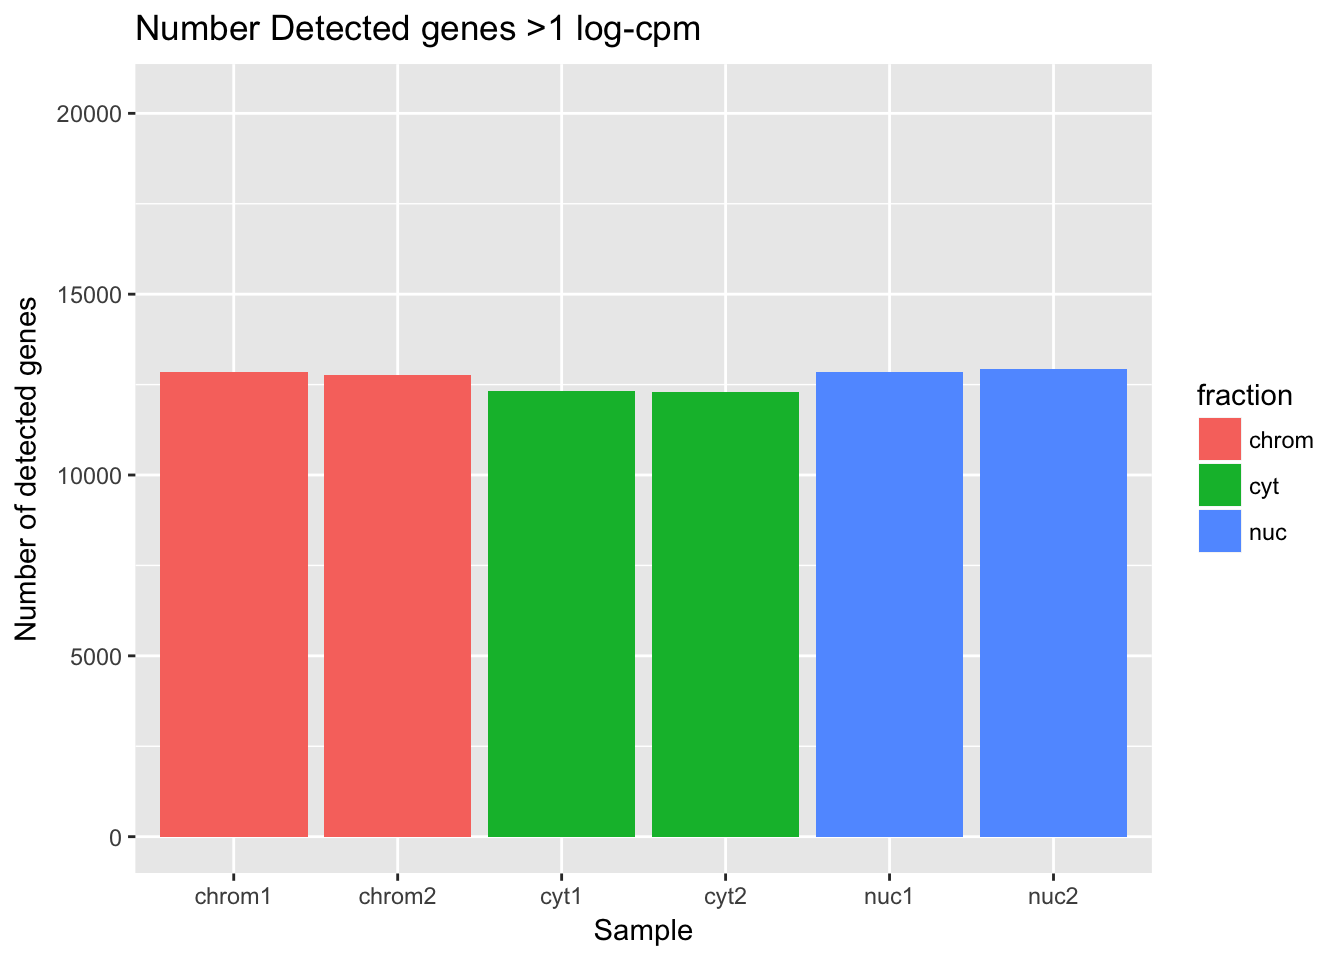 Number Detected genes >1 log-cpm
Number of detected genes
20000
15000
10000
5000
0
chrom1 chrom2 cyt1 cyt2 nuc1 nuc2
Sample
fraction
chrom
cyt
nuc